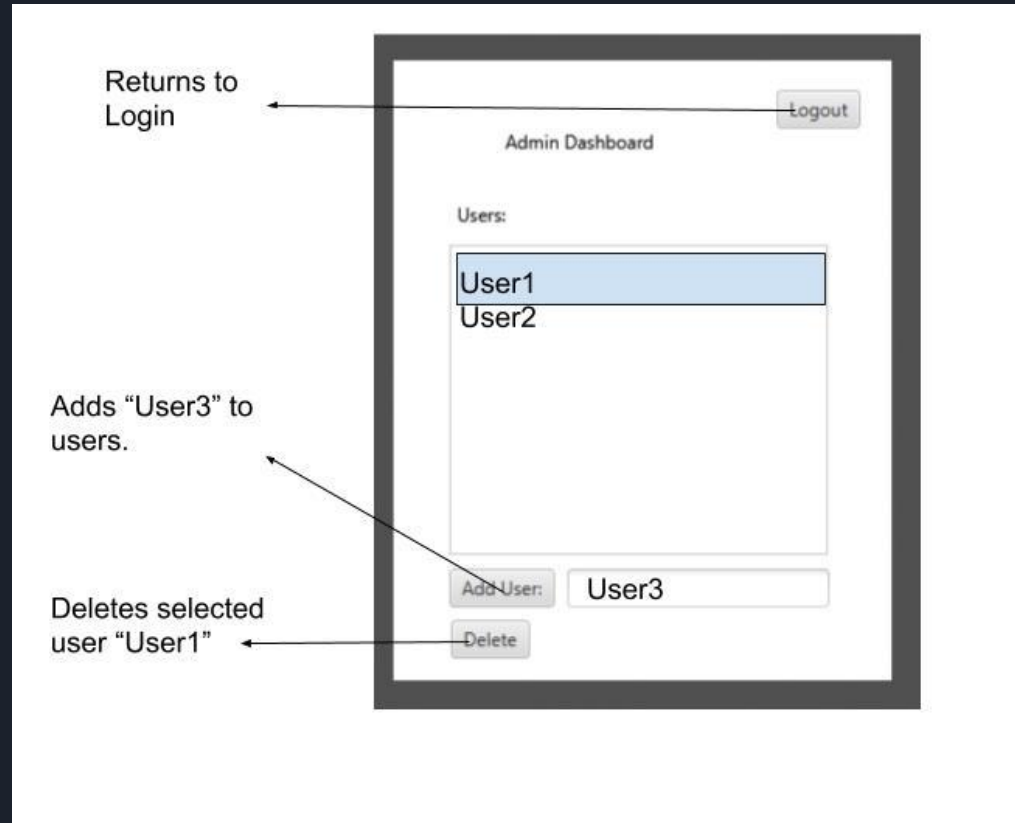 Returns to
Login
Logout
Admin Dashboard
Users:
User1
User2
Adds “User3” to
users.
Add User:
User3
Deletes selected
user “User1”
Delete